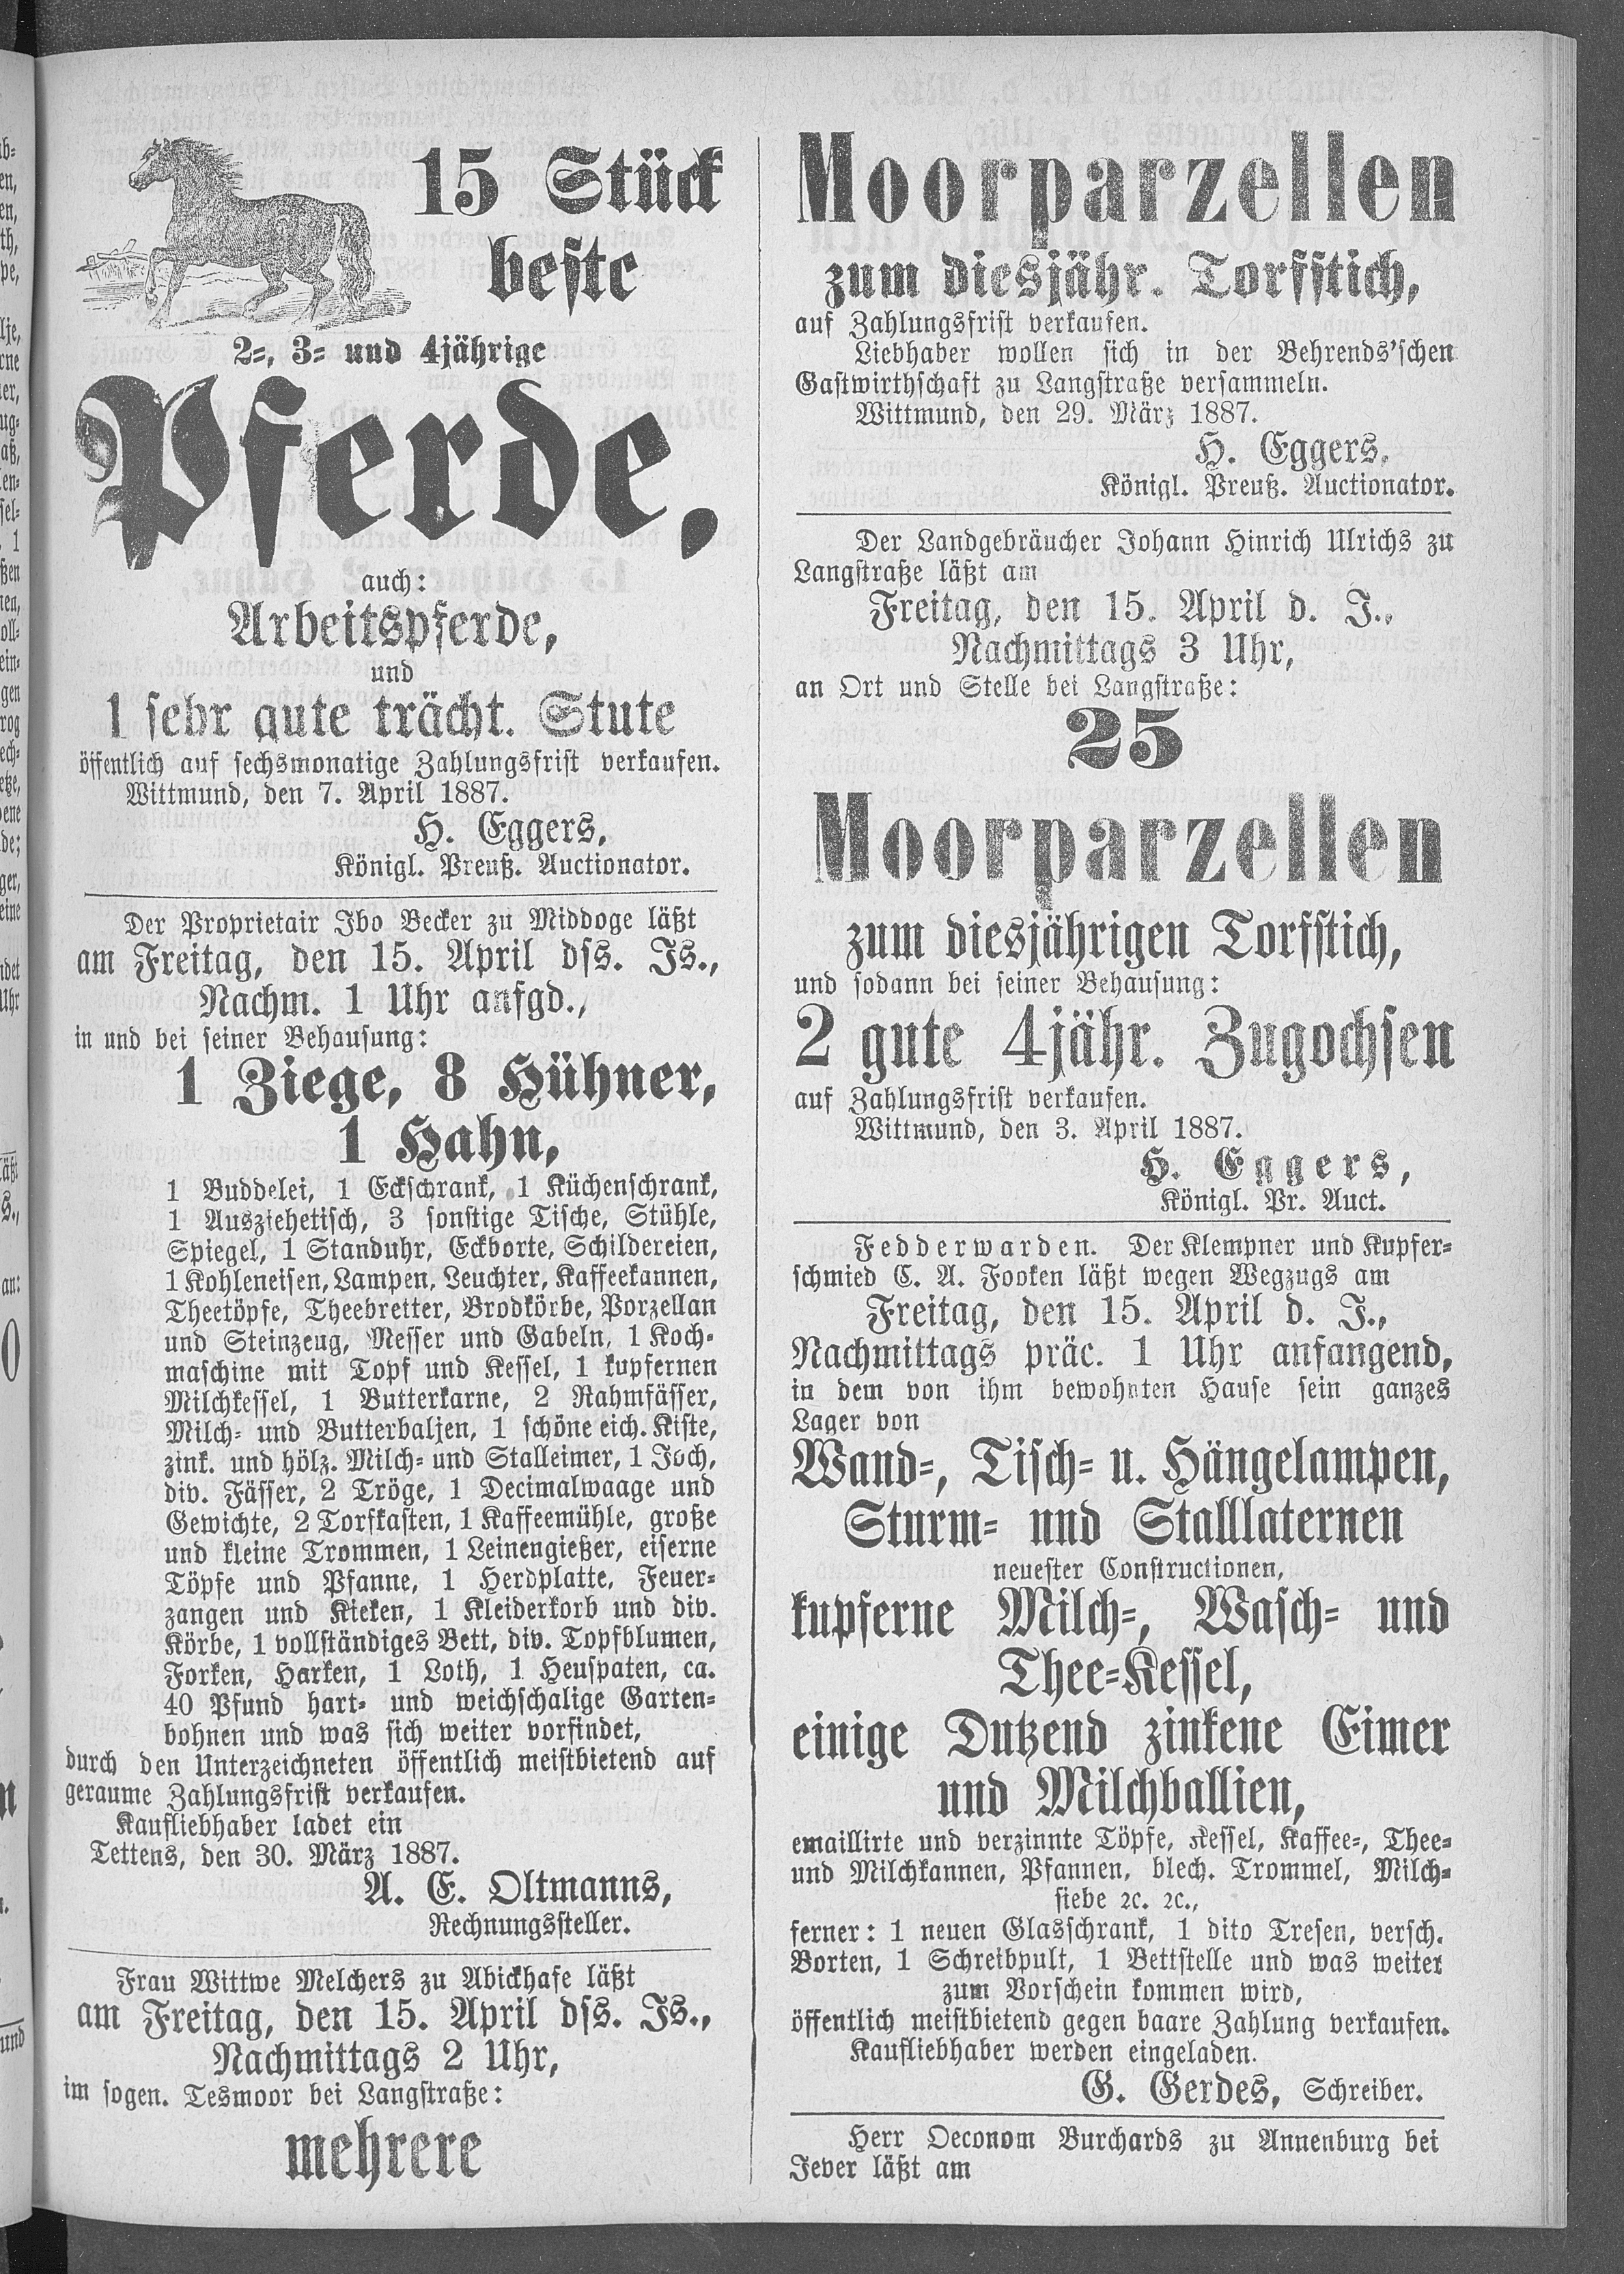 15 Stück
beste
2-, 3- und 4jährige
Pferde,
auch:
Arbeitspferde,
und
1 sehr gute trächt. Stute
öffentlich auf sechsmonatige Zahlungsfrist verkaufen.
Wittmund, den 7. April 1887.
H. Eggers,
Königl. Preuß. Auctionator.
Der Proprietair Ibo Becker zu Middoge läßt
am Freitag, den 15. April dss. Js.,
Nachm. 1 Uhr anfgd.,
in und bei seiner Behausung:
1 Ziege, 8 Hühner,
1 Hahn,
1 Buddelei, 1 Eckschrank, 1 Küchenschrank,
1 Ausziehetisch, 3 sonstige Tische, Stühle,
Spiegel, 1 Standuhr, Eckborte, Schildereien,
1 Kohleneisen, Lampen, Leuchter, Kaffeekannen,
Theetöpfe, Theebretter, Brodkörbe, Porzellan
und Steinzeug, Messer und Gabeln, 1 Koch-
maschine mit Topf und Kessel, 1 kupfernen
Milchkessel, 1 Butterkarne, 2 Rahmfässer,
Milch- und Butterbaljen, 1 schöne eich. Kiste,
zink. und hölz. Milch- und Stalleimer, 1 Joch,
div. Fässer, 2 Tröge, 1 Decimalwaage und
Gewichte, 2 Torfkasten, 1 Kaffeemühle, große
und kleine Trommen, 1 Leinengießer, eiserne
Töpfe und Pfanne, 1 Herdplatte, Feuer-
zangen und Kieken, 1 Kleiderkorb und div.
Körbe, 1 vollständiges Bett, div. Topfblumen,
Forken, Harken, 1 Loth, 1 Heuspaten, ca.
40 Pfund hart- und weichschalige Garten-
bohnen und was sich weiter vorfindet,
durch den Unterzeichneten öffentlich meistbietend auf
geraume Zahlungsfrist verkaufen.
Kaufliebhaber ladet ein
Tettens, den 30. März 1887.
A. E. Oltmanns,
Rechnungssteller.
Frau Wittwe Melchers zu Abickhafe läßt
am Freitag, den 15. April dss. Js.,
Nachmittags 2 Uhr,
im sogen. Tesmoor bei Langstraße:
mehrere
Moorparzellen
zum diesjähr. Torfstich,
auf Zahlungsfrist verkaufen.
Liebhaber wollen sich in der Behrends'schen
Gastwirthschaft zu Langstraße versammeln.
Wittmund, den 29. März 1887.
H. Eggers,
Königl. Preuß. Auctionator.
Der Landgebräucher Johann Hinrich Ulrichs zu
Langstraße läßt am
Freitag, den 15. April d. J.,
Nachmittags 3 Uhr,
an Ort und Stelle bei Langstraße:
25
Moorparzellen
zum diesjährigen Torfstich,
und sodann bei seiner Behausung:
2 gute 4jähr. Zugochsen
auf Zahlungsfrist verkaufen.
Wittmund, den 3. April 1887.
H. Eggers,
Königl. Pr. Auct.
Fedderwarden. Der Klempner und Kupfer-
schmied C. A. Fooken läßt wegen Wegzugs am
Freitag, den 15. April d. J.,
Nachmittags präc. 1 Uhr anfangend,
in dem von ihm bewohnten Hause sein ganzes
Lager von
Wand-, Tisch- u. Hängelampen,
Sturm- und Stalllaternen
neuester Constructionen,
kupferne Milch-, Wasch- und
Thee-Kessel,
einige Dutzend zinkene Eimer
und Milchballien,
emaillirte und verzinnte Töpfe, Kessel, Kaffee-, Thee-
und Milchkannen, Pfannen, blech. Trommel, Milch-
siebe ꝛc. ꝛc.,
ferner: 1 neuen Glasschrank, 1 dito Tresen, versch.
Borten, 1 Schreibpult, 1 Bettstelle und was weiter
zum Vorschein kommen wird,
öffentlich meistbietend gegen baare Zahlung verkaufen.
Kaufliebhaber werden eingeladen.
G. Gerdes, Schreiber.
Herr Oeconom Burchards zu Annenburg bei
Jever läßt am